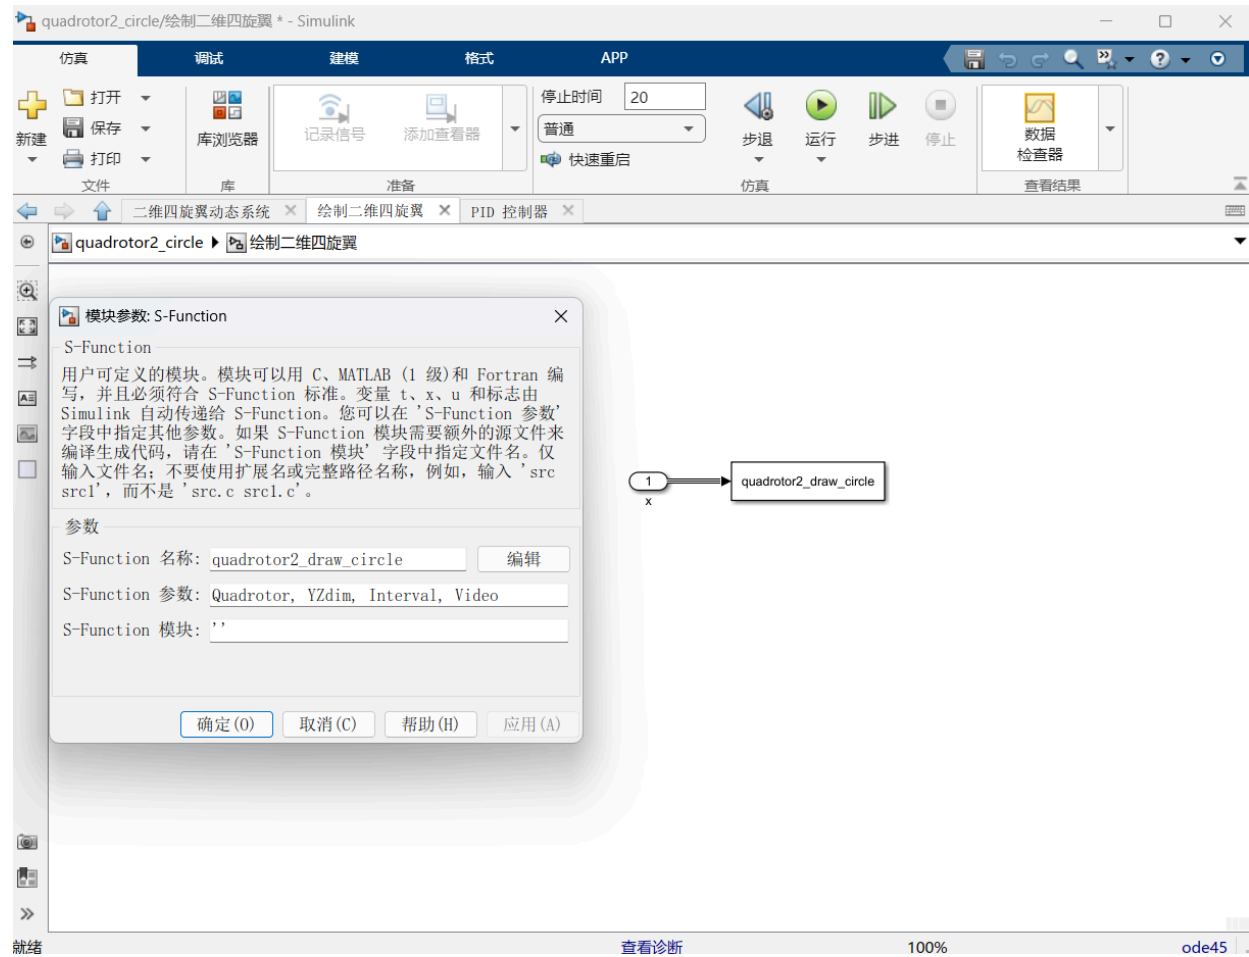 quadrotor2_circle/绘制二维四旋翼 * - Simulink
仿真 调试 建模 格式 APP
新建
打开
保存
打印
文件
库浏览器
库
记录信号
添加查看器
准备
停止时间 20
普通
快速重启
步退
运行
步进
停止
仿真
数据
检查器
查看结果
二维四旋翼动态系统 绘制二维四旋翼 PID 控制器
quadrotor2_circle 绘制二维四旋翼
模块参数: S-Function
S-Function
用户可定义的模块。模块可以用 C、MATLAB (1 级)和 Fortran 编
写，并且必须符合 S-Function 标准。变量 t、x、u 和标志由
Simulink 自动传递给 S-Function。您可以在 'S-Function 参数'
字段中指定其他参数。如果 S-Function 模块需要额外的源文件来
编译生成代码，请在 'S-Function 模块' 字段中指定文件名。仅
输入文件名；不要使用扩展名或完整路径名称，例如，输入 'src
src1'，而不是 'src.c src1.c'。
参数
S-Function 名称: quadrotor2_draw_circle 编辑
S-Function 参数: Quadrotor, YZdim, Interval, Video
S-Function 模块: ''
确定(O) 取消(C) 帮助(H) 应用(A)
1
x
quadrotor2_draw_circle
就绪 查看诊断 100% ode45